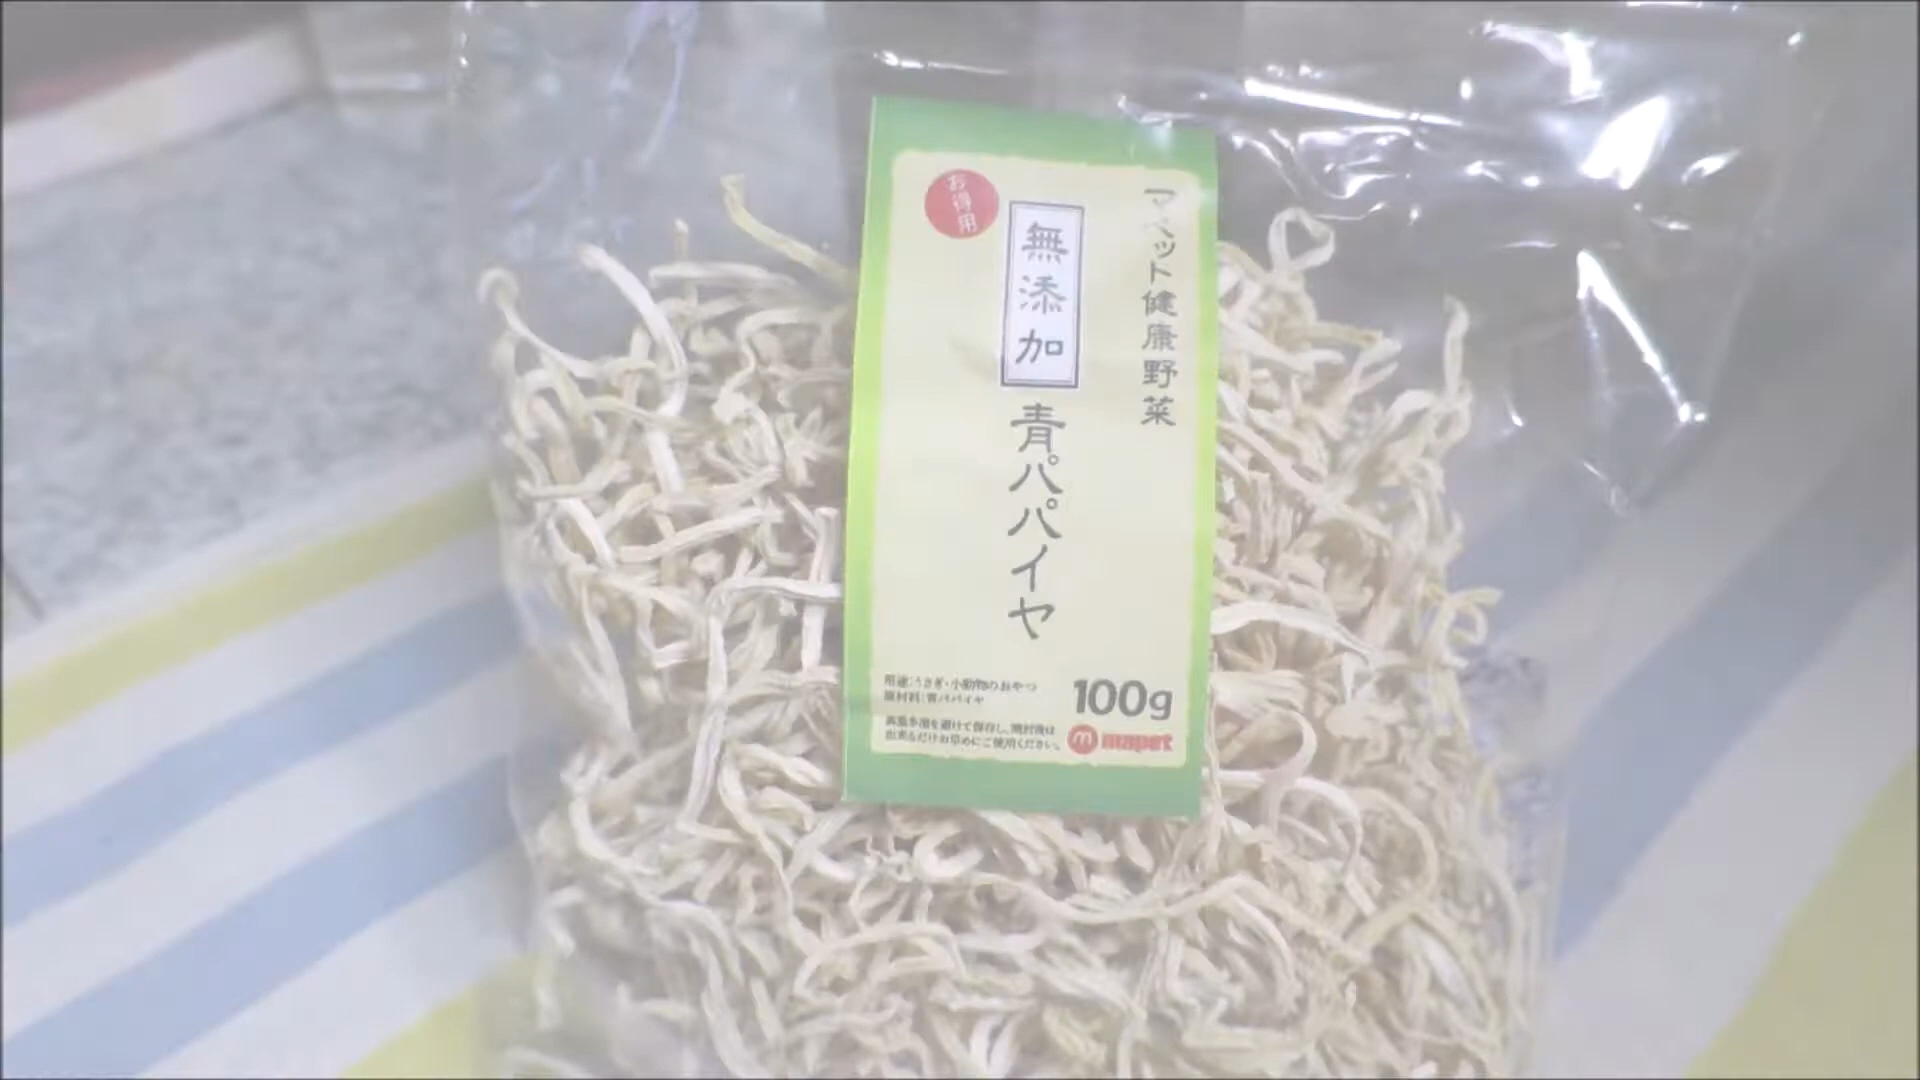 マペット健康野菜
お得用
無添加
青パパイヤ
用途:うさぎ・小動物のおやつ
原材料:青パパイヤ
高温多湿を避けて保存し、開封後は
出来るだけお早めにご使用ください。
100g
m mapet